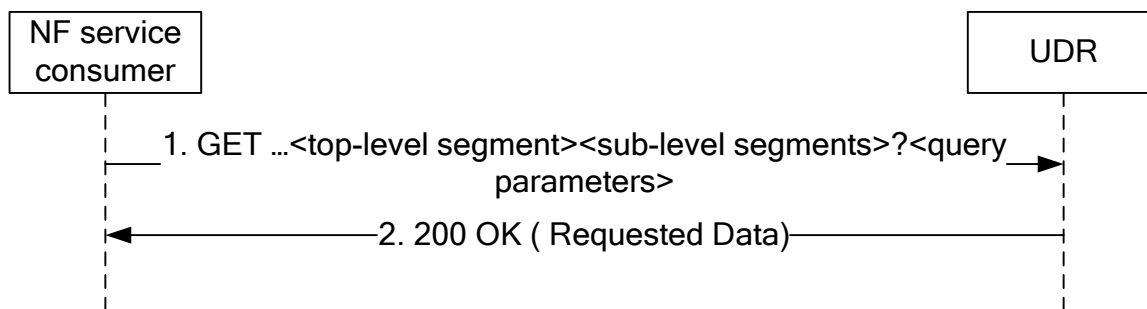 NF service
consumer
UDR
1. GET …<top-level segment><sub-level segments>?<query
parameters>
2. 200 OK ( Requested Data)